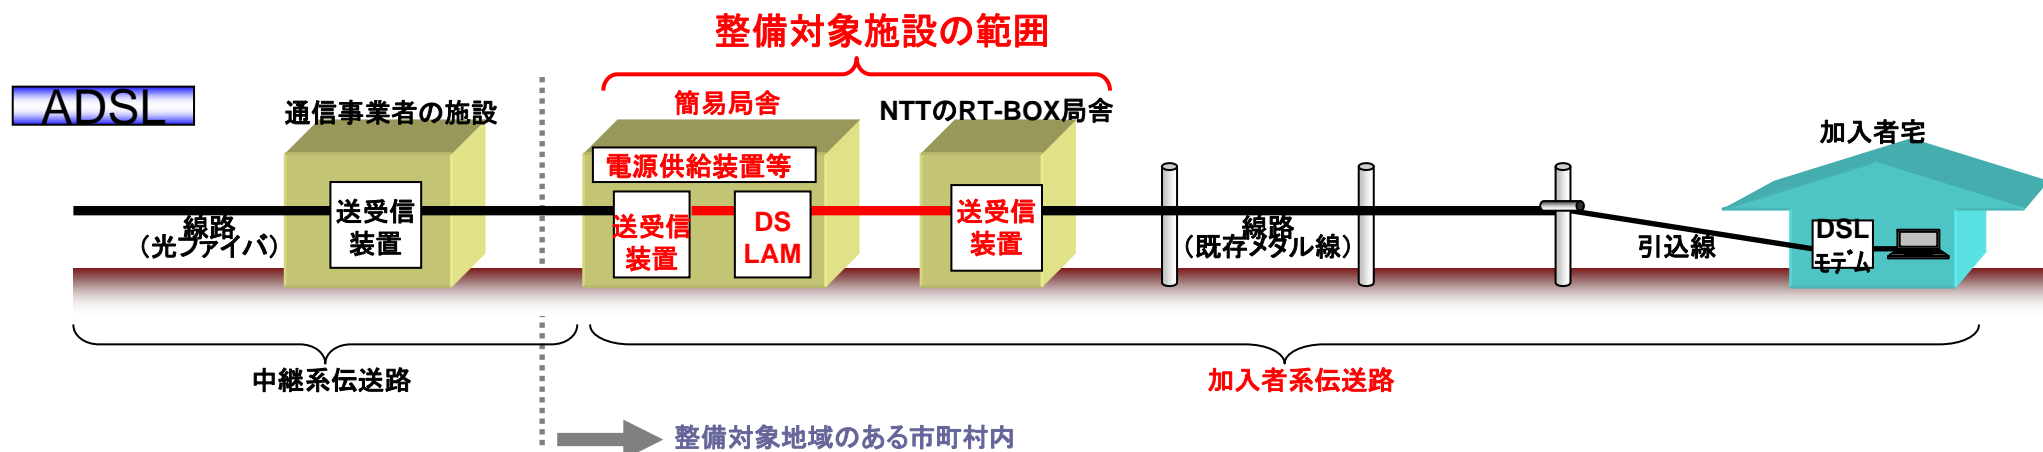 整備対象施設の範囲
ADSL
通信事業者の施設
簡易局舎
NTTのRT-BOX局舎
加入者宅
電源供給装置等
送受信
装置
送受信
装置
DS
LAM
送受信
装置
線路
（光ファイバ）
線路
（既存メタル線）
引込線
DSL
ﾓﾃﾞﾑ
中継系伝送路
加入者系伝送路
整備対象地域のある市町村内